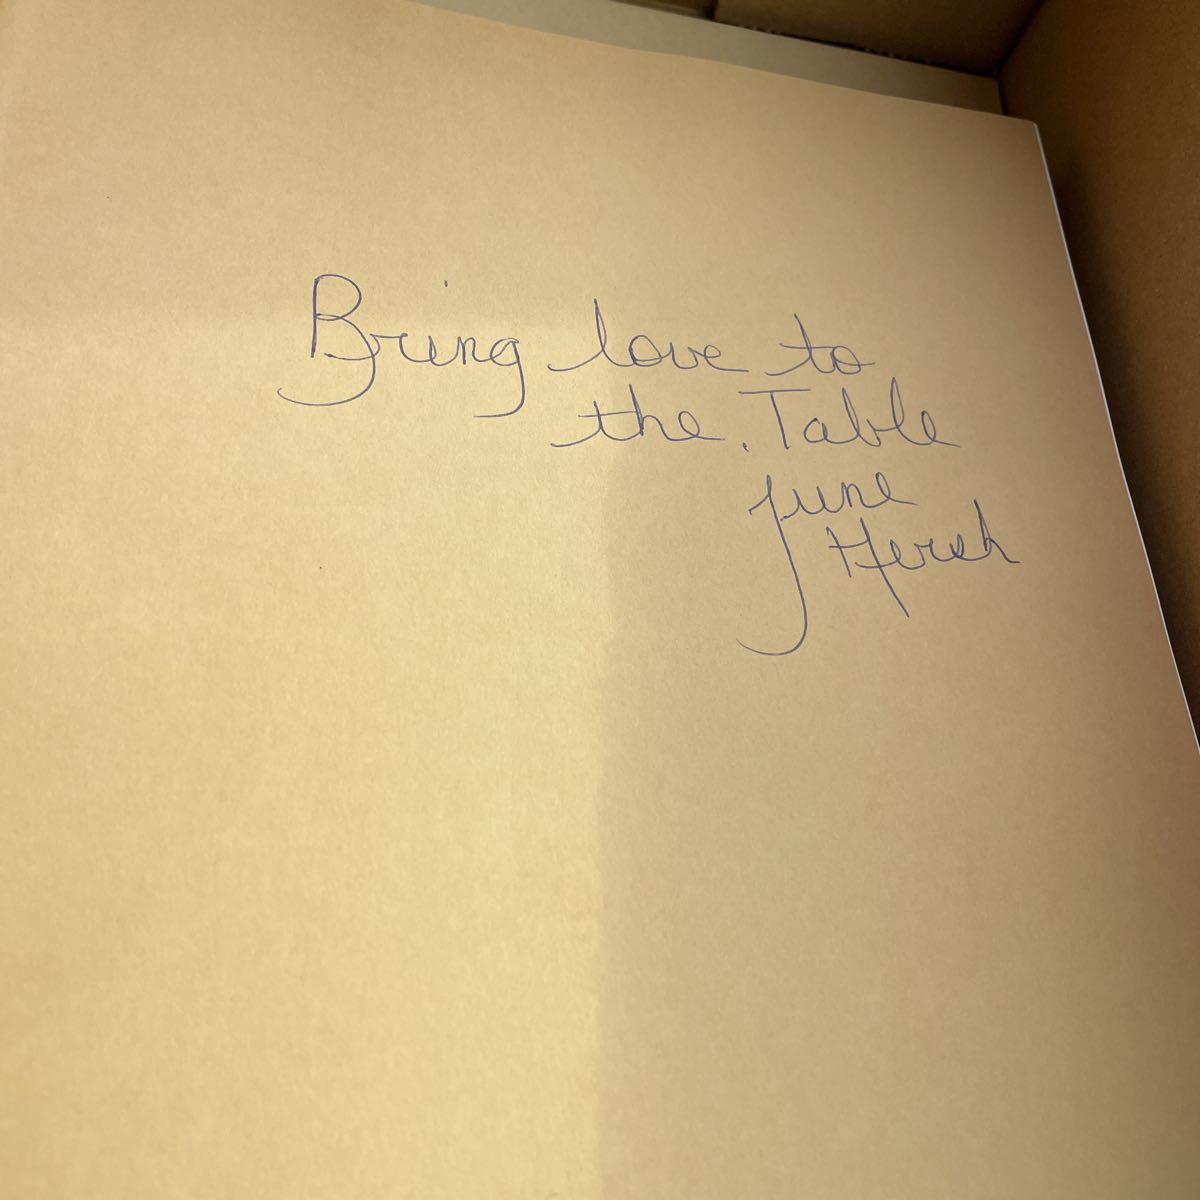 Bring love to
the Table
June
Hersh